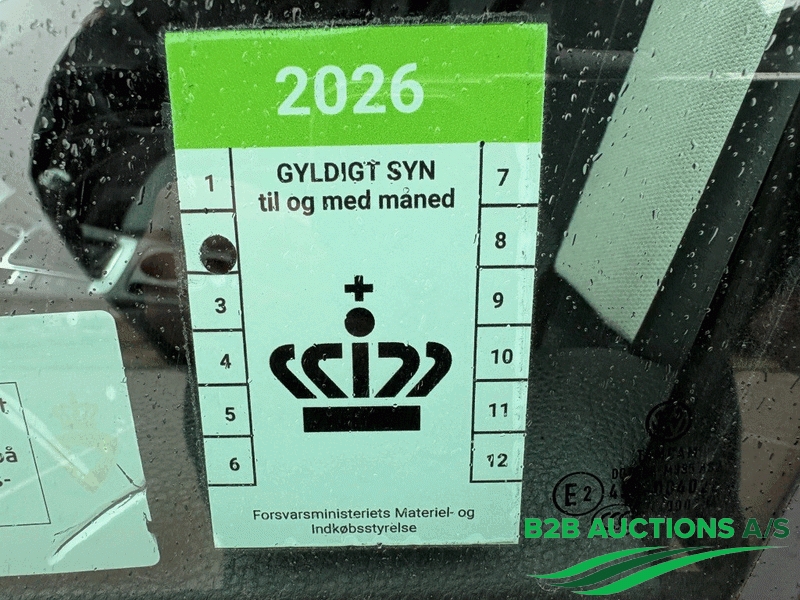 2026
GYLDIGT SYN
til og med måned
1
3
4
5
6
7
8
9
10
11
12
Forsvarsministeriets Materiel- og
Indkøbsstyrelse
E2
B2B AUCTIONS A/S